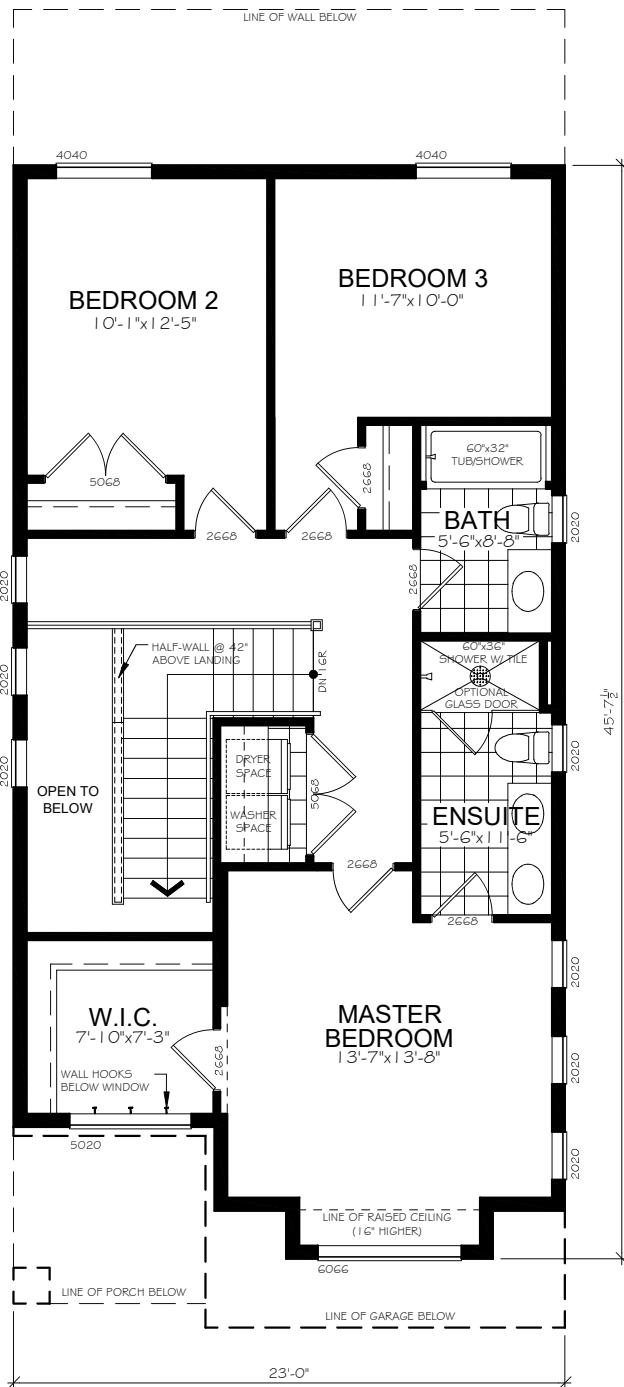 LINE OF WALL BELOW
4040
4040
BEDROOM 2
10'-1"x12'-5"
BEDROOM 3
11'-7"x10'-0"
5068
2668
2668
2668
60"x32"
TUB/SHOWER
BATH
5'-6"x8'-8"
2020
2668
2020
2020
2020
HALF-WALL @ 42"
ABOVE LANDING
DN 16R
60"x36"
SHOWER W/ TILE
OPTIONAL
GLASS DOOR
45'-7½"
2020
OPEN TO
BELOW
DRYER
SPACE
WASHER
SPACE
5068
ENSUITE
5'-6"x11'-6"
2668
2668
W.I.C.
7'-10"x7'-3"
WALL HOOKS
BELOW WINDOW
2668
MASTER
BEDROOM
13'-7"x13'-8"
2020
2020
2020
5020
LINE OF RAISED CEILING
(16" HIGHER)
6066
LINE OF PORCH BELOW
LINE OF GARAGE BELOW
23'-0"